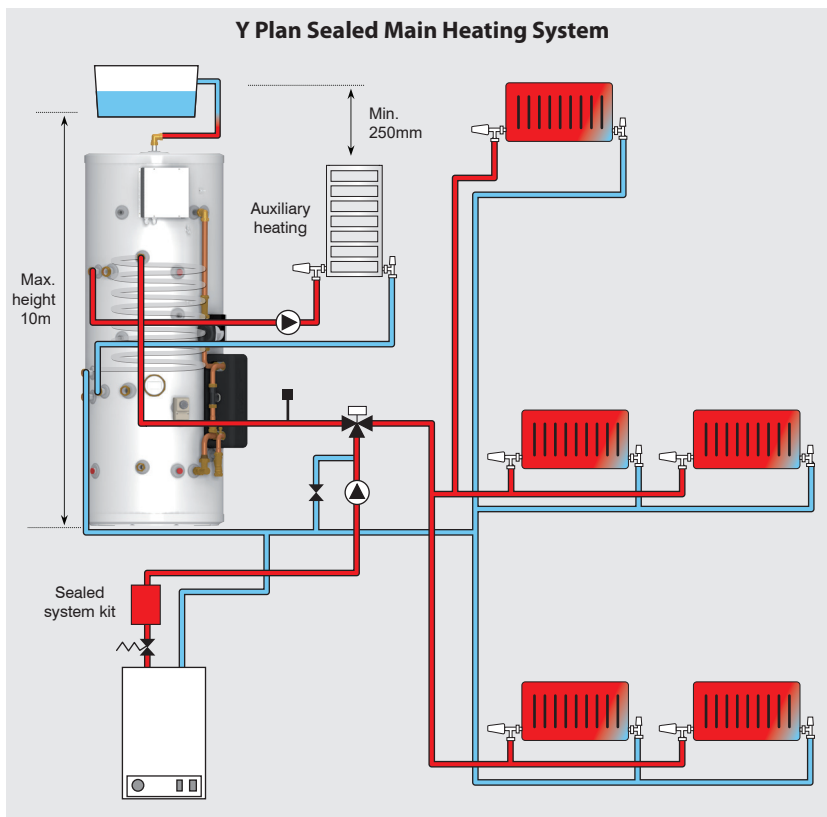 Y Plan Sealed Main Heating System
Min.
250mm
Auxiliary
heating
Max.
height
10m
Sealed
system kit